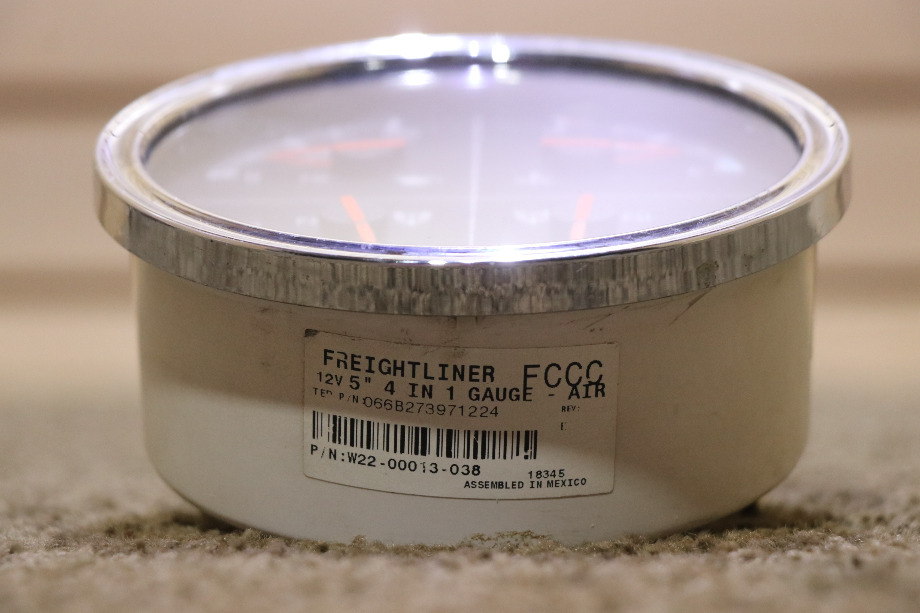 FREIGHTLINER FCCC
12V 5" 4 IN 1 GAUGE - AIR
P/N:066B273971224 REV:
E
P/N:W22-00013-038
18345
ASSEMBLED IN MEXICO